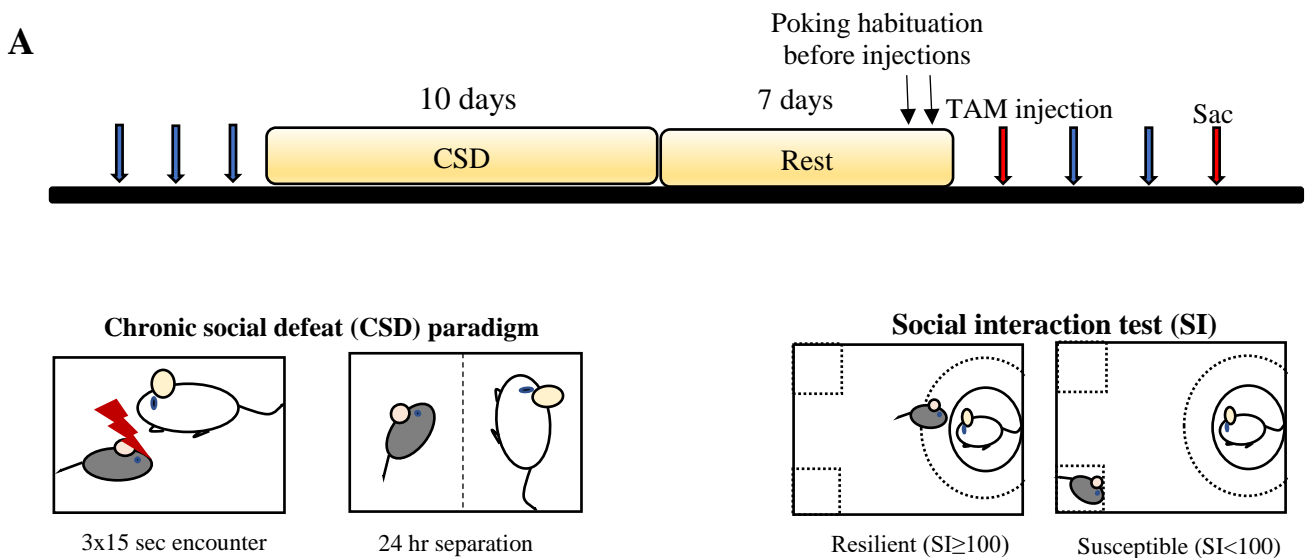 A
Poking habituation
before injections
10 days
7 days
TAM injection
Sac
CSD
Rest
Chronic social defeat (CSD) paradigm
Social interaction test (SI)
3x15 sec encounter
24 hr separation
Resilient (SI≥100)
Susceptible (SI<100)